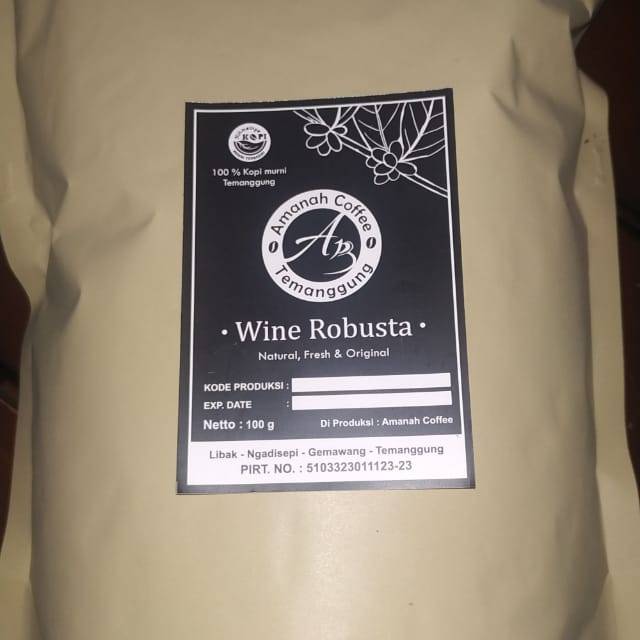 KOPI
100 % Kopi murni
Temanggung
Amanah Coffee
AB
Temanggung
· Wine Robusta ·
Natural, Fresh & Original
KODE PRODUKSI :
EXP. DATE :
Netto : 100 g
Di Produksi : Amanah Coffee
Libak - Ngadisepi - Gemawang - Temanggung
PIRT. NO. : 5103323011123-23